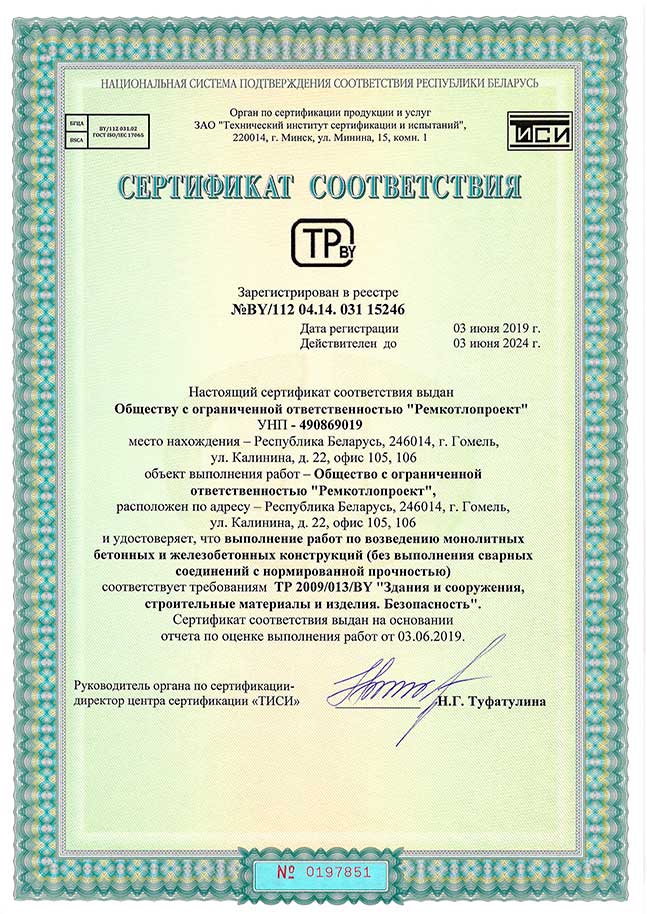 НАЦИОНАЛЬНАЯ СИСТЕМА ПОДТВЕРЖДЕНИЯ СООТВЕТСТВИЯ РЕСПУБЛИКИ БЕЛАРУСЬ
БГЦА
BSCA
BY/112 031.02
ГОСТ ISO/IEC 17065
Орган по сертификации продукции и услуг
ЗАО "Технический институт сертификации и испытаний",
220014, г. Минск, ул. Минина, 15, комн. 1
ТИСИ
СЕРТИФИКАТ СООТВЕТСТВИЯ
ТР BY
Зарегистрирован в реестре
№BY/112 04.14. 031 15246
Дата регистрации 03 июня 2019 г.
Действителен до 03 июня 2024 г.
Настоящий сертификат соответствия выдан
Обществу с ограниченной ответственностью "Ремкотлопроект"
УНП - 490869019
место нахождения – Республика Беларусь, 246014, г. Гомель,
ул. Калинина, д. 22, офис 105, 106
объект выполнения работ – Общество с ограниченной
ответственностью "Ремкотлопроект",
расположен по адресу – Республика Беларусь, 246014, г. Гомель,
ул. Калинина, д. 22, офис 105, 106
и удостоверяет, что выполнение работ по возведению монолитных
бетонных и железобетонных конструкций (без выполнения сварных
соединений с нормированной прочностью)
соответствует требованиям ТР 2009/013/BY "Здания и сооружения,
строительные материалы и изделия. Безопасность".
Сертификат соответствия выдан на основании
отчета по оценке выполнения работ от 03.06.2019.
Руководитель органа по сертификации-
директор центра сертификации «ТИСИ» Н.Г. Туфатулина
№ 0197851